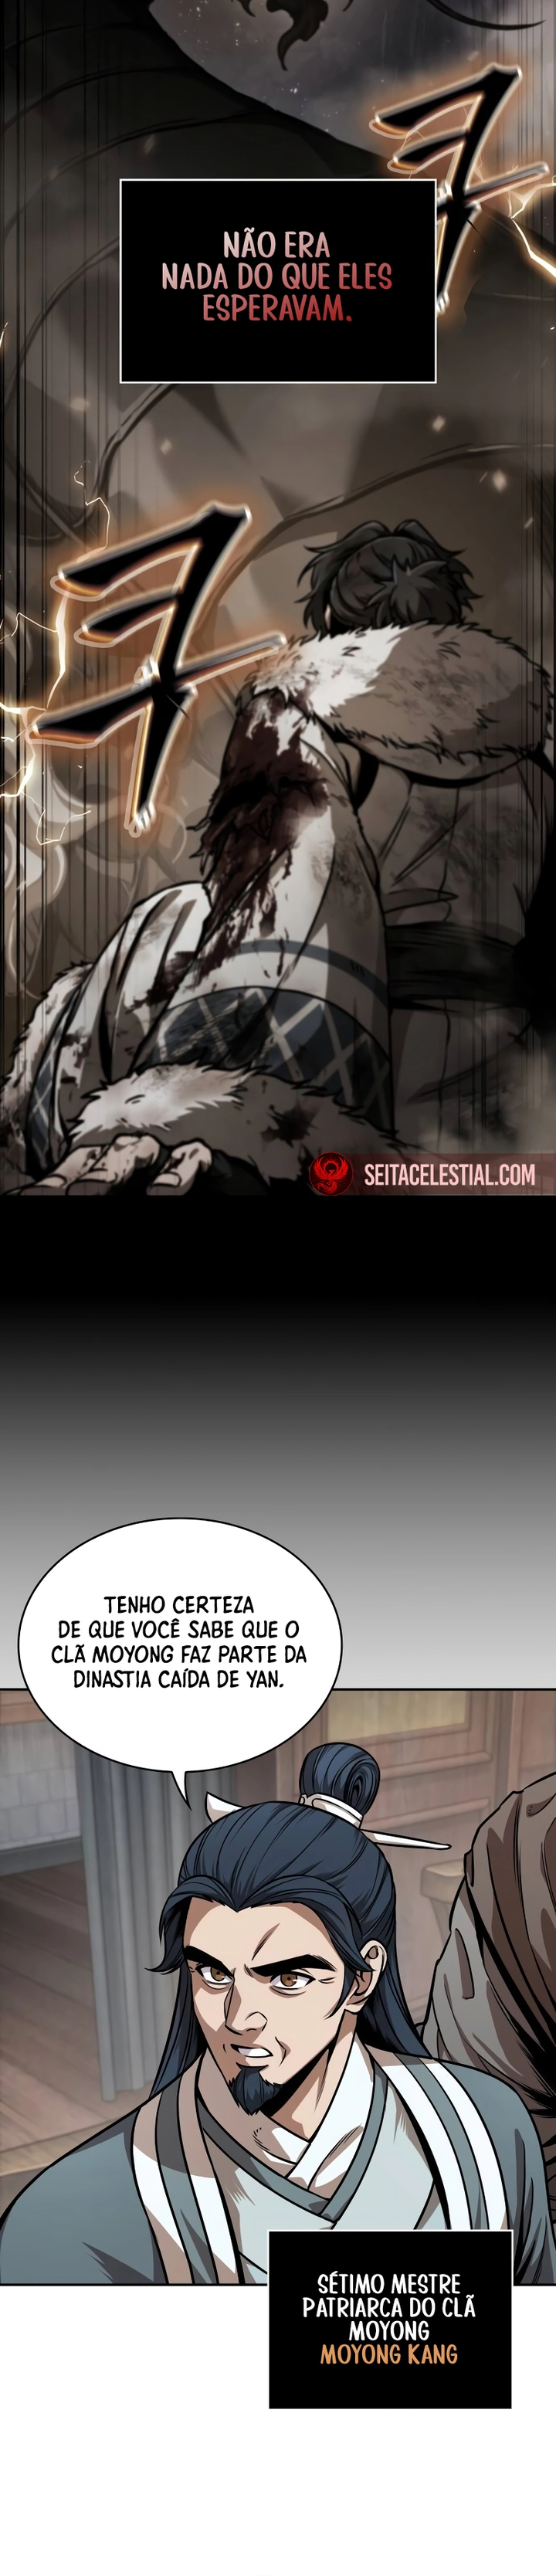 NÃO ERA
NADA DO QUE ELES
ESPERAVAM.
SEITACELESTIAL.COM
TENHO CERTEZA
DE QUE VOCÊ SABE QUE O
CLÃ MOYONG FAZ PARTE DA
DINASTIA CAÍDA DE YAN.
SÉTIMO MESTRE
PATRIARCA DO CLÃ
MOYONG
MOYONG KANG